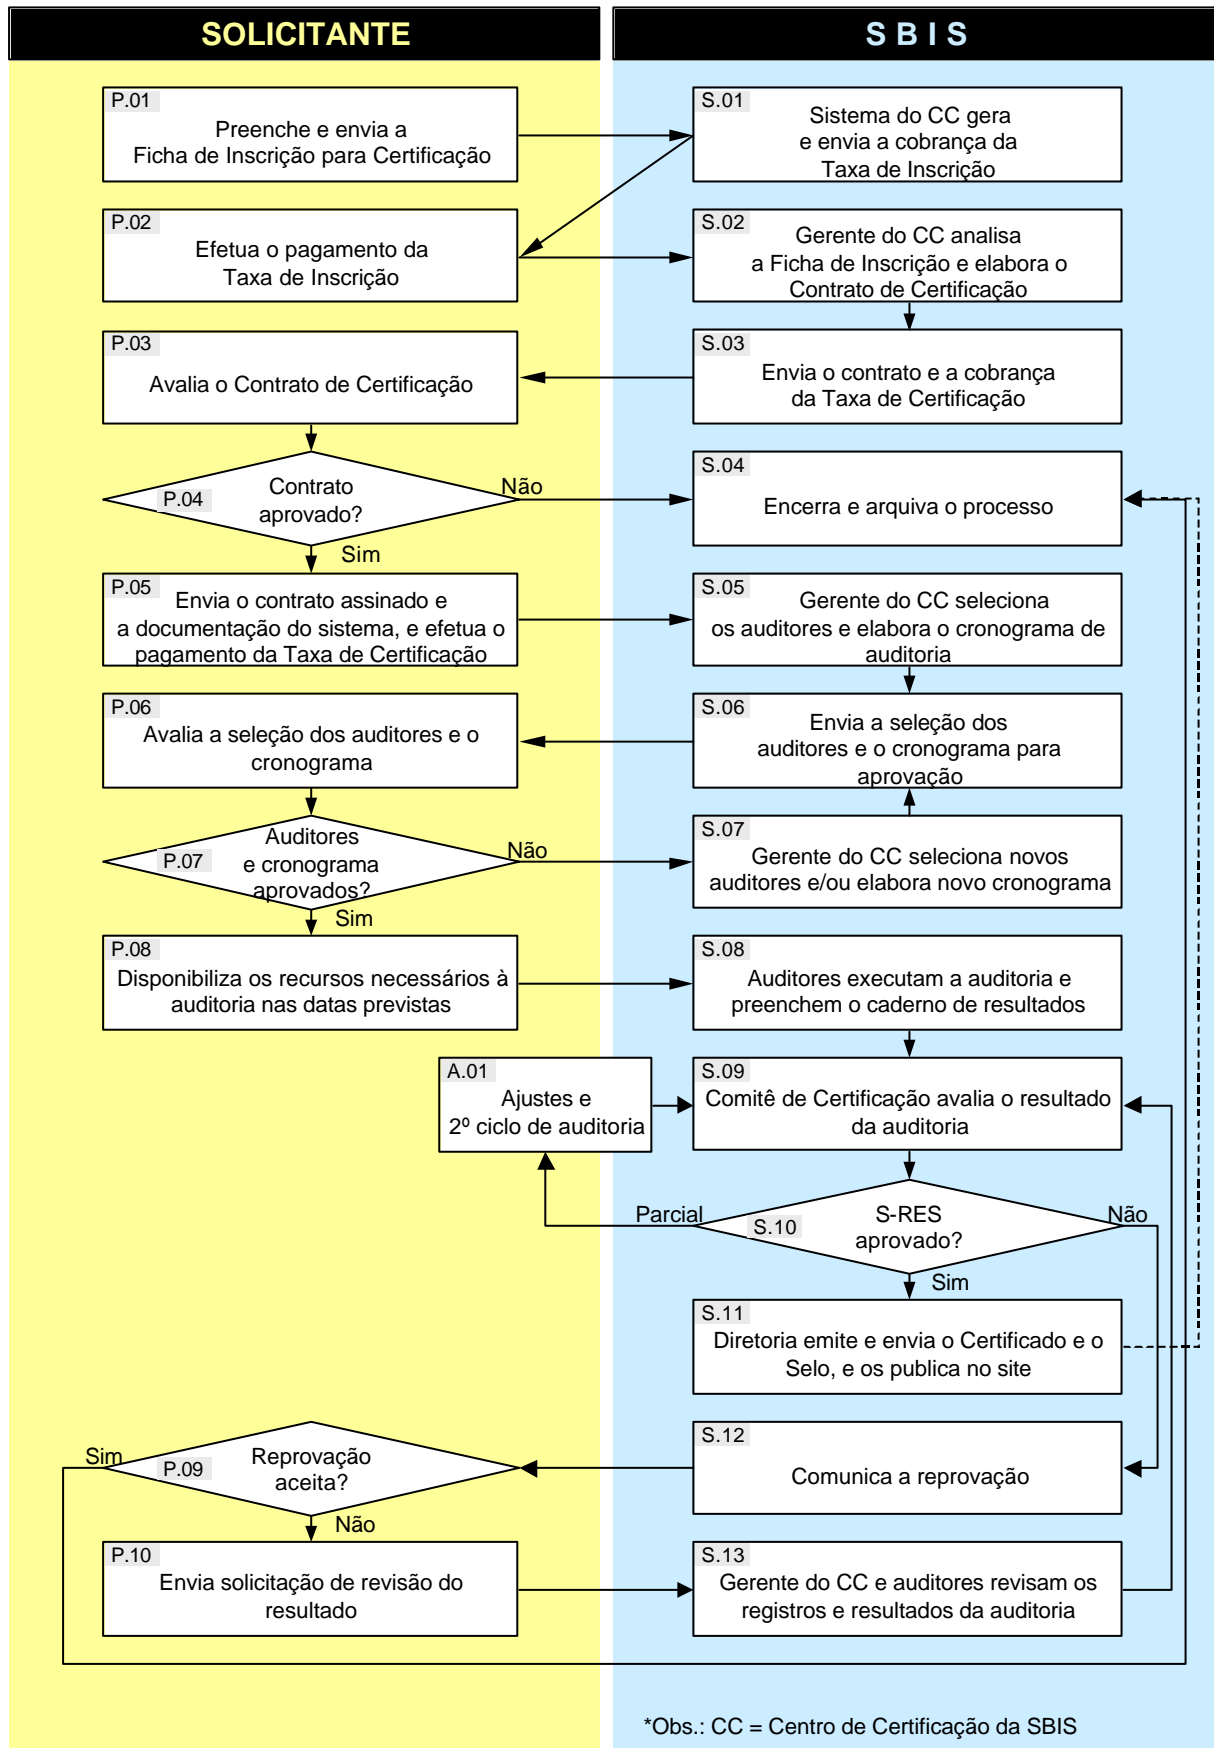 SOLICITANTE
S B I S
P.01
Preenche e envia a
Ficha de Inscrição para Certificação
S.01
Sistema do CC gera
e envia a cobrança da
Taxa de Inscrição
P.02
Efetua o pagamento da
Taxa de Inscrição
S.02
Gerente do CC analisa
a Ficha de Inscrição e elabora o
Contrato de Certificação
P.03
Avalia o Contrato de Certificação
S.03
Envia o contrato e a cobrança
da Taxa de Certificação
P.04
Contrato
aprovado?
Não
Sim
S.04
Encerra e arquiva o processo
P.05
Envia o contrato assinado e
a documentação do sistema, e efetua o
pagamento da Taxa de Certificação
S.05
Gerente do CC seleciona
os auditores e elabora o cronograma de
auditoria
P.06
Avalia a seleção dos auditores e o
cronograma
S.06
Envia a seleção dos
auditores e o cronograma para
aprovação
P.07
Auditores
e cronograma
aprovados?
Não
Sim
S.07
Gerente do CC seleciona novos
auditores e/ou elabora novo cronograma
P.08
Disponibiliza os recursos necessários à
auditoria nas datas previstas
S.08
Auditores executam a auditoria e
preenchem o caderno de resultados
A.01
Ajustes e
2º ciclo de auditoria
S.09
Comitê de Certificação avalia o resultado
da auditoria
Parcial
S.10
S-RES
aprovado?
Não
Sim
S.11
Diretoria emite e envia o Certificado e o
Selo, e os publica no site
Sim
P.09
Reprovação
aceita?
Não
S.12
Comunica a reprovação
P.10
Envia solicitação de revisão do
resultado
S.13
Gerente do CC e auditores revisam os
registros e resultados da auditoria
*Obs.: CC = Centro de Certificação da SBIS